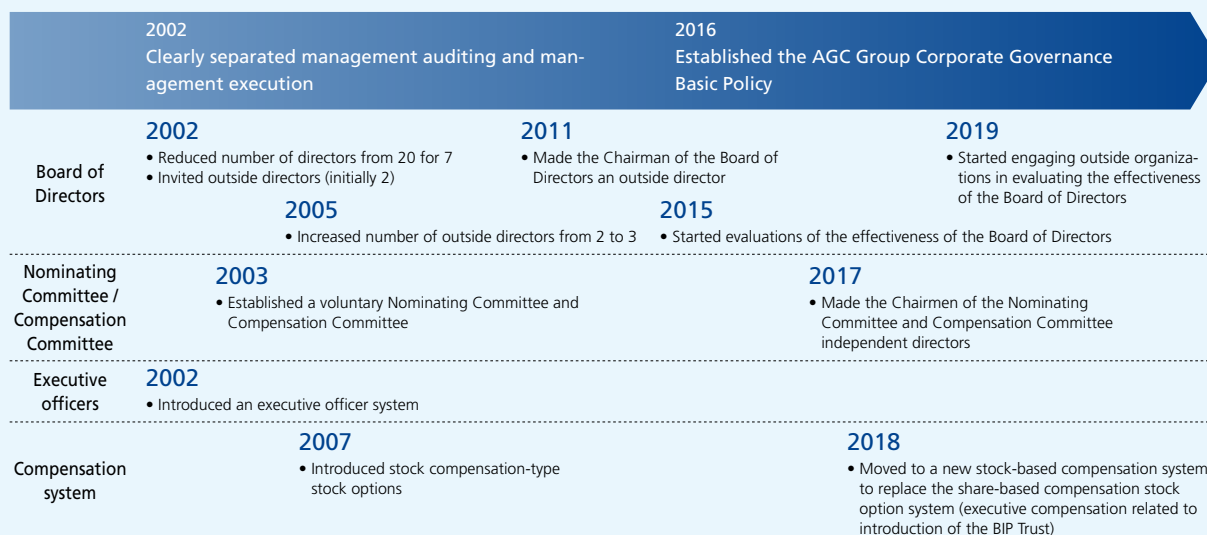 2002
Clearly separated management auditing and man-
agement execution
2016
Established the AGC Group Corporate Governance
Basic Policy
Board of
Directors
2002
• Reduced number of directors from 20 for 7
• Invited outside directors (initially 2)
2005
• Increased number of outside directors from 2 to 3
2011
• Made the Chairman of the Board of
Directors an outside director
2015
• Started evaluations of the effectiveness of the Board of Directors
2019
• Started engaging outside organiza-
tions in evaluating the effectiveness
of the Board of Directors
Nominating
Committee /
Compensation
Committee
2003
• Established a voluntary Nominating Committee and
Compensation Committee
2017
• Made the Chairmen of the Nominating
Committee and Compensation Committee
independent directors
Executive
officers
2002
• Introduced an executive officer system
Compensation
system
2007
• Introduced stock compensation-type
stock options
2018
• Moved to a new stock-based compensation system
to replace the share-based compensation stock
option system (executive compensation related to
introduction of the BIP Trust)